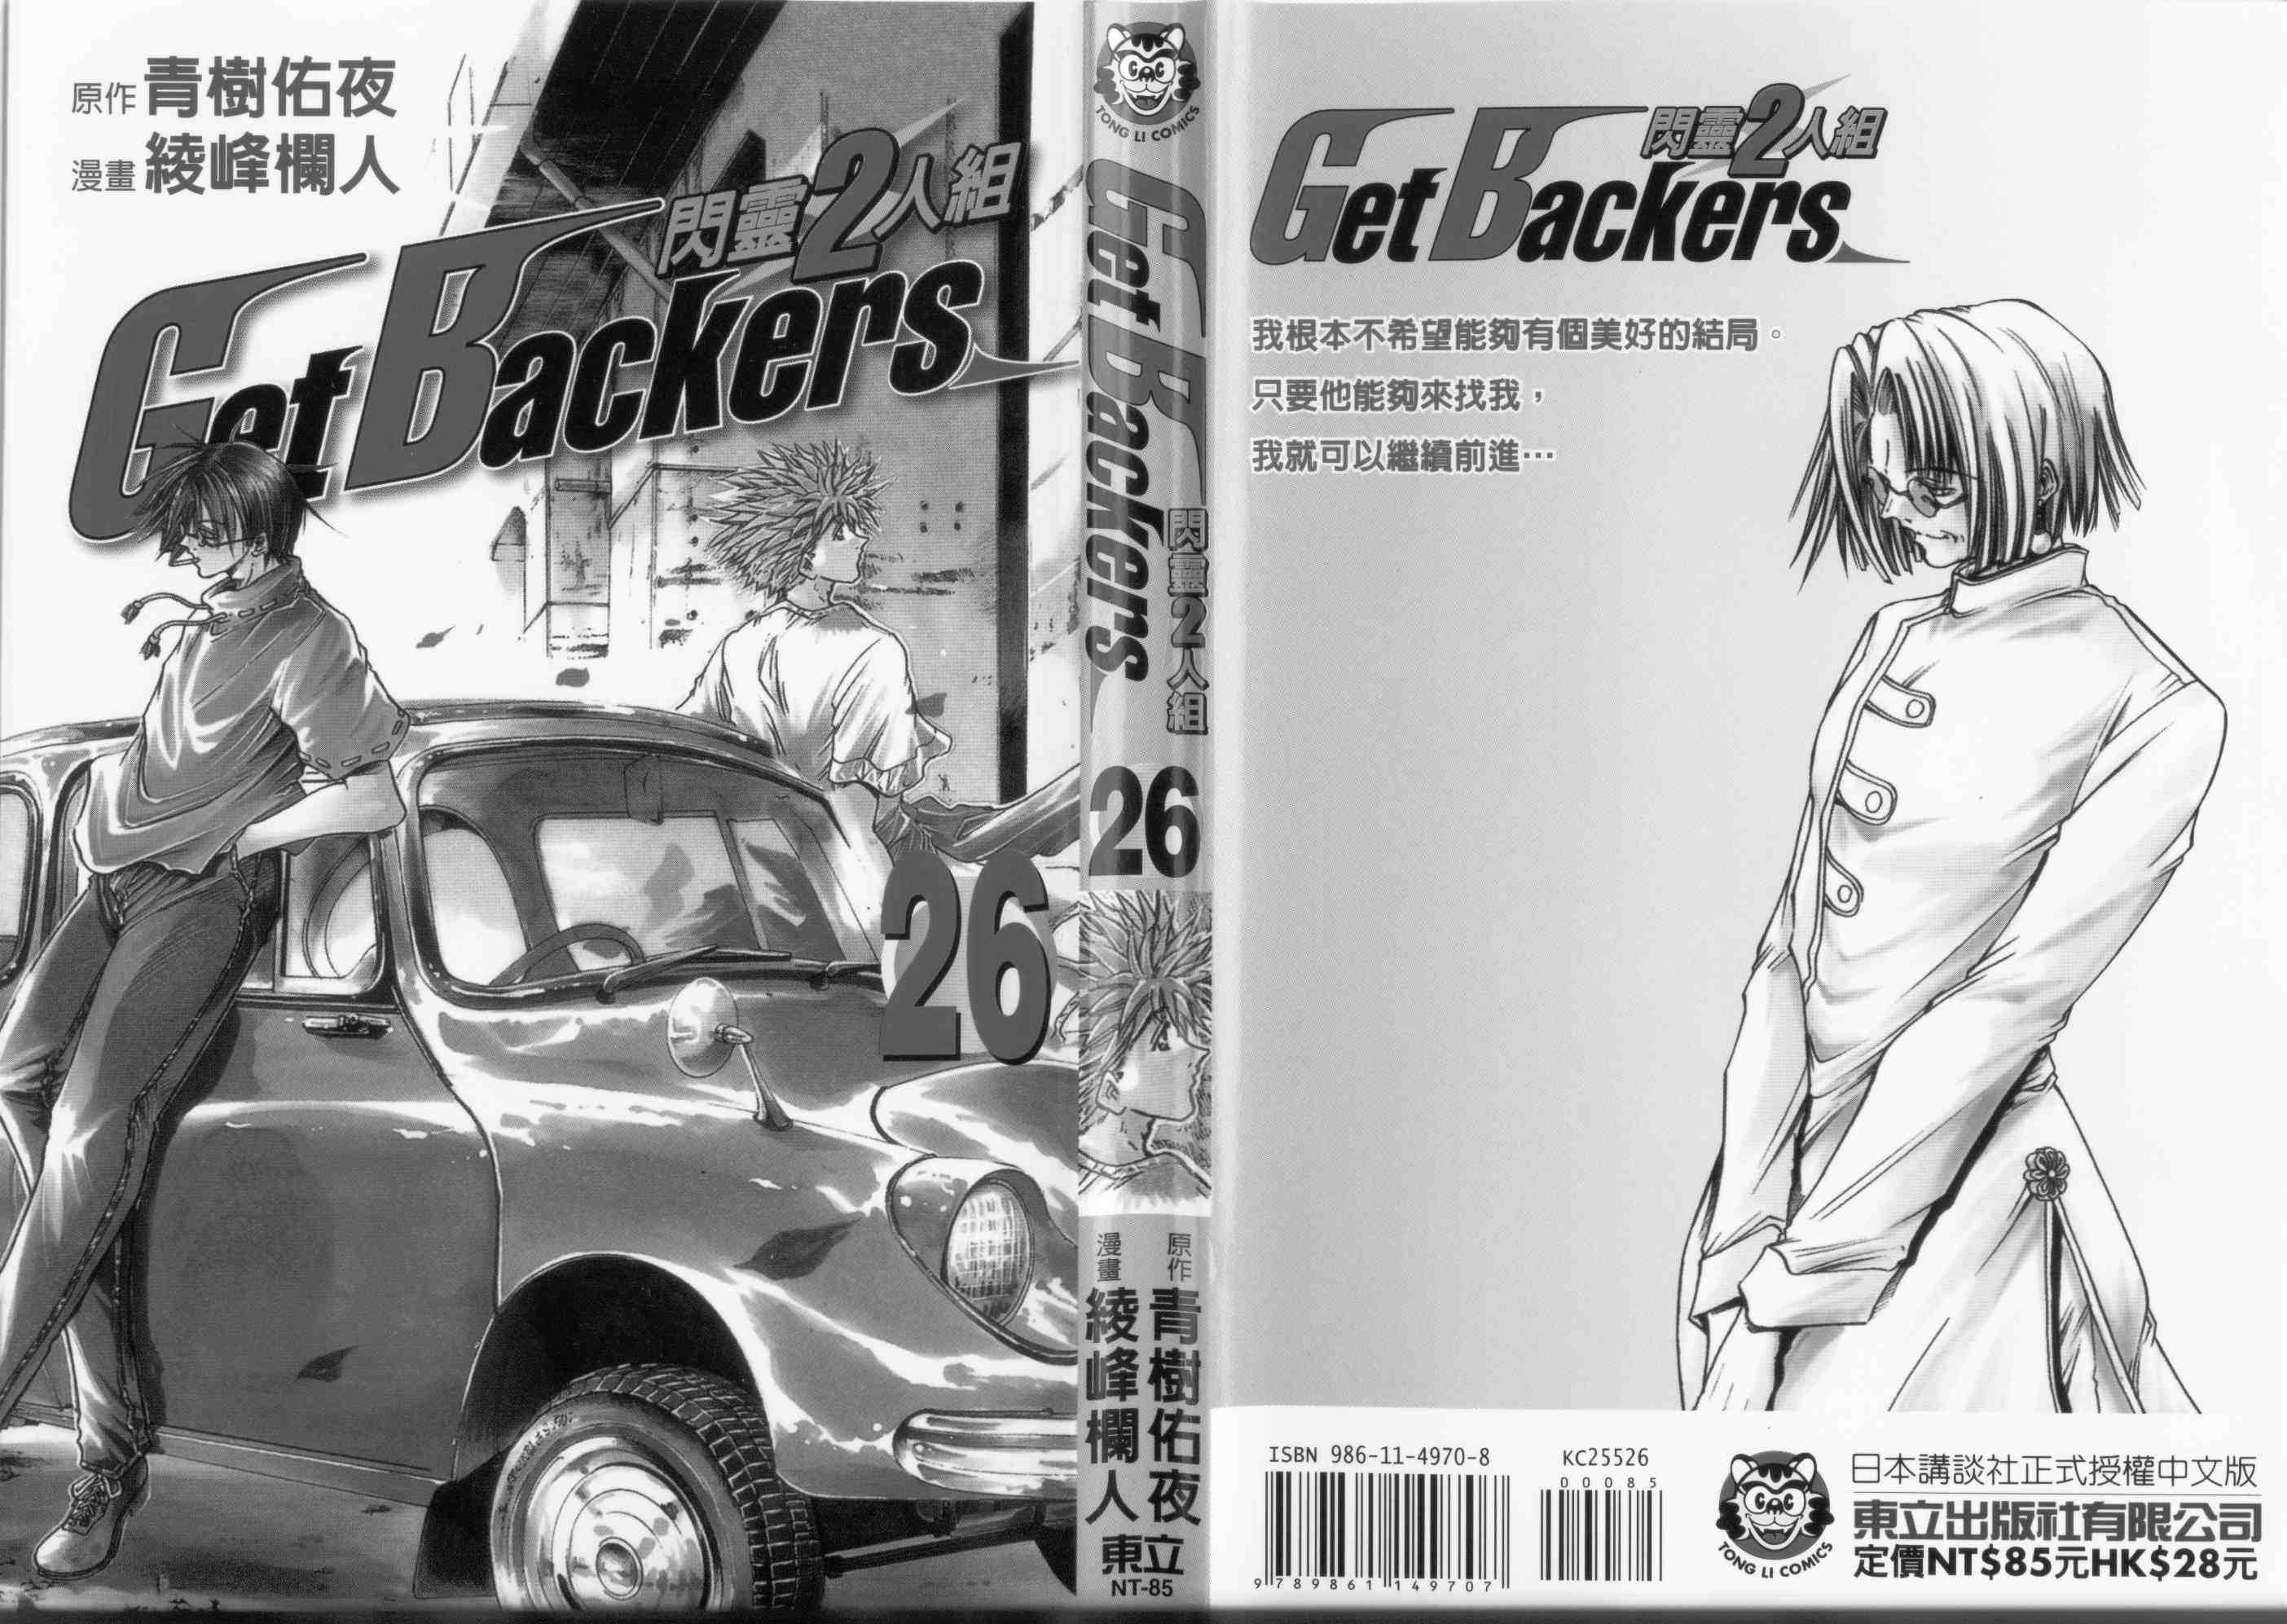 原作 青樹佑夜
漫畫 綾峰欄人
閃靈2人組
Get Backers
26
TONG LI COMICS
Get Backers
閃靈2人組
26
原作 青樹佑夜
漫畫 綾峰欄人
東立
NT-85
閃靈2人組
Get Backers
我根本不希望能夠有個美好的結局。
只要他能夠來找我，
我就可以繼續前進…
ISBN 986-11-4970-8
9789861149707
KC25526
00085
TONG LI COMICS
日本講談社正式授權中文版
東立出版社有限公司
定價NT$85元HK$28元